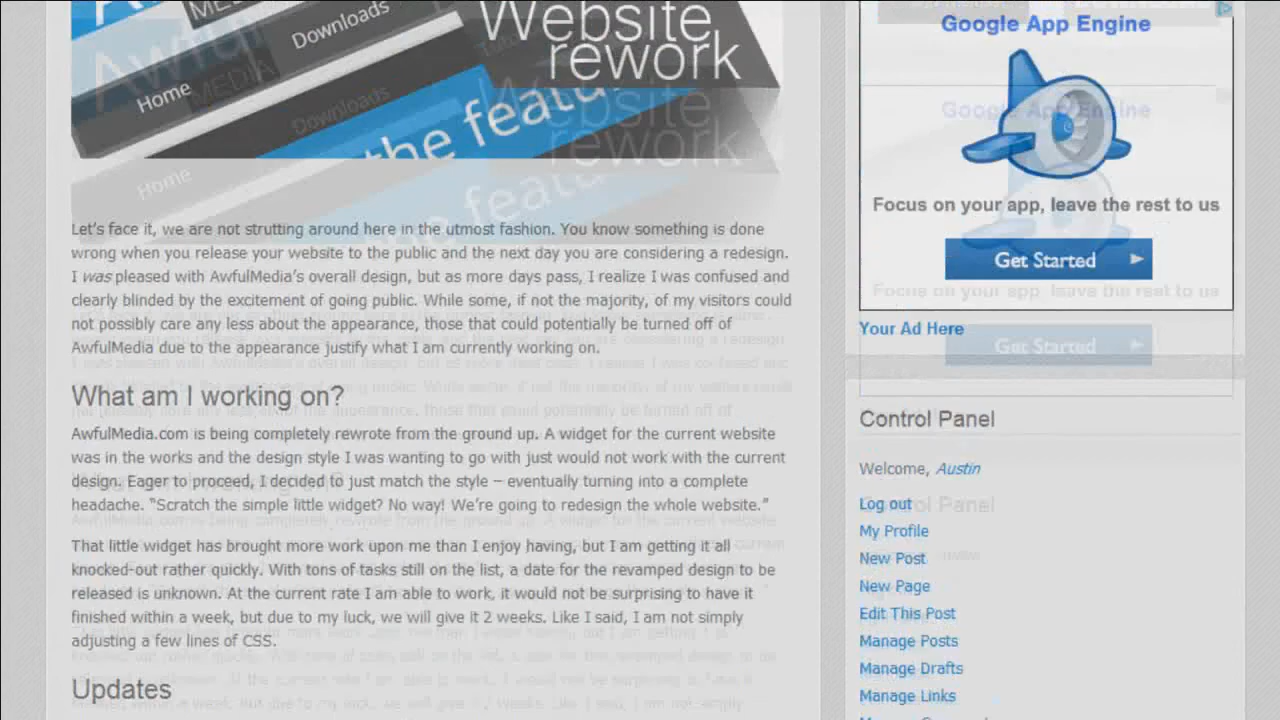 Awful
MEDIA
Home
Downloads
Website
rework
the featu
Let's face it, we are not strutting around here in the utmost fashion. You know something is done
wrong when you release your website to the public and the next day you are considering a redesign.
I was pleased with AwfulMedia's overall design, but as more days pass, I realize I was confused and
clearly blinded by the excitement of going public. While some, if not the majority, of my visitors could
not possibly care any less about the appearance, those that could potentially be turned off of
AwfulMedia due to the appearance justify what I am currently working on.
What am I working on?
AwfulMedia.com is being completely rewrote from the ground up. A widget for the current website
was in the works and the design style I was wanting to go with just would not work with the current
design. Eager to proceed, I decided to just match the style – eventually turning into a complete
headache. “Scratch the simple little widget? No way! We're going to redesign the whole website.”
That little widget has brought more work upon me than I enjoy having, but I am getting it all
knocked-out rather quickly. With tons of tasks still on the list, a date for the revamped design to be
released is unknown. At the current rate I am able to work, it would not be surprising to have it
finished within a week, but due to my luck, we will give it 2 weeks. Like I said, I am not simply
adjusting a few lines of CSS.
Updates
Google App Engine
Focus on your app, leave the rest to us
Get Started
Your Ad Here
Control Panel
Welcome, Austin
Log out
My Profile
New Post
New Page
Edit This Post
Manage Posts
Manage Drafts
Manage Links